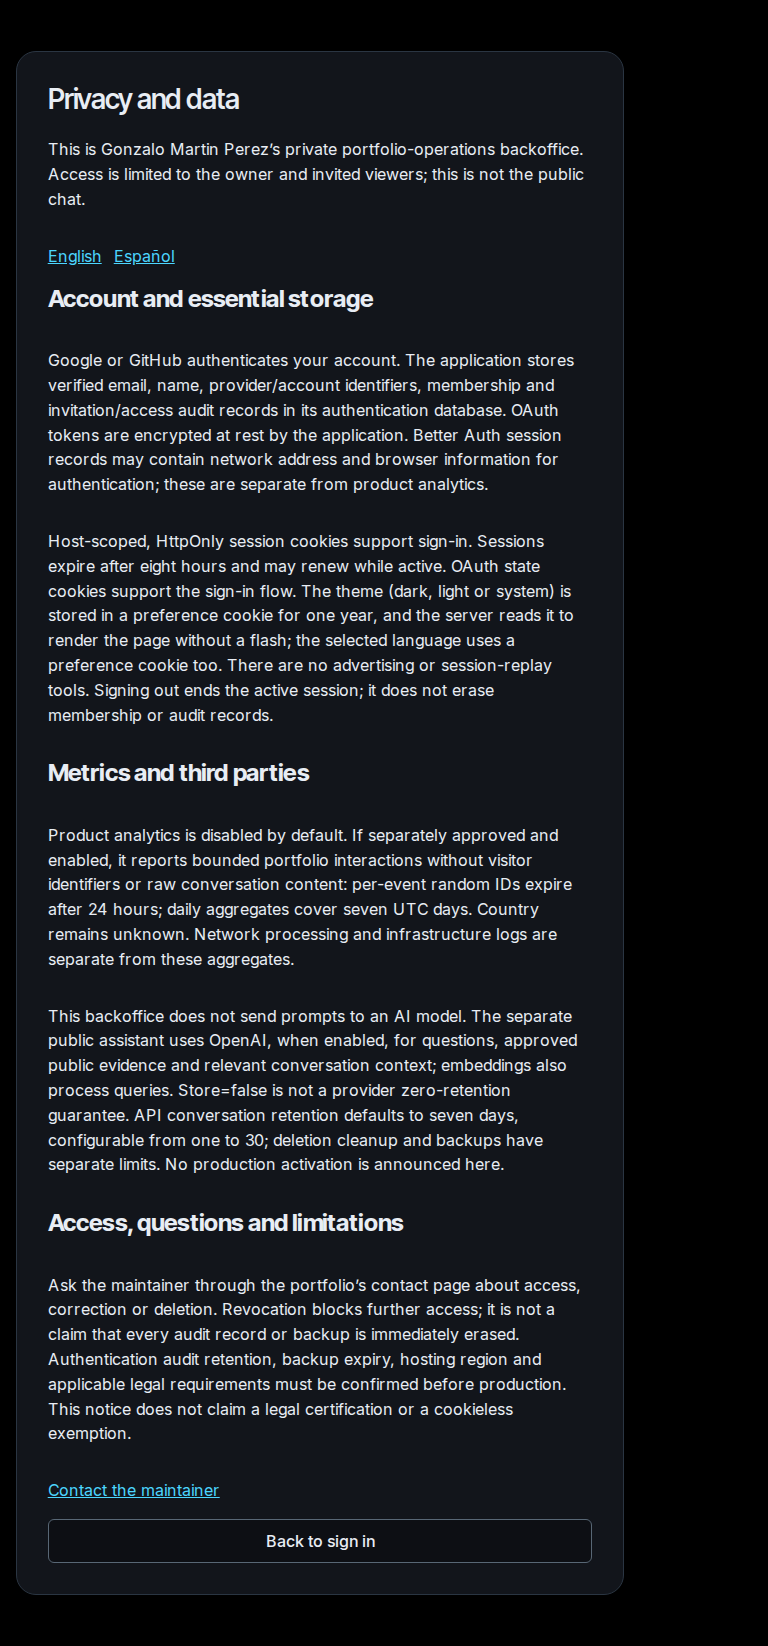 Privacy and data
This is Gonzalo Martin Perez’s private portfolio-operations backoffice.
Access is limited to the owner and invited viewers; this is not the public
chat.
English Español
Account and essential storage
Google or GitHub authenticates your account. The application stores
verified email, name, provider/account identifiers, membership and
invitation/access audit records in its authentication database. OAuth
tokens are encrypted at rest by the application. Better Auth session
records may contain network address and browser information for
authentication; these are separate from product analytics.
Host-scoped, HttpOnly session cookies support sign-in. Sessions
expire after eight hours and may renew while active. OAuth state
cookies support the sign-in flow. The theme (dark, light or system) is
stored in a preference cookie for one year, and the server reads it to
render the page without a flash; the selected language uses a
preference cookie too. There are no advertising or session-replay
tools. Signing out ends the active session; it does not erase
membership or audit records.
Metrics and third parties
Product analytics is disabled by default. If separately approved and
enabled, it reports bounded portfolio interactions without visitor
identifiers or raw conversation content: per-event random IDs expire
after 24 hours; daily aggregates cover seven UTC days. Country
remains unknown. Network processing and infrastructure logs are
separate from these aggregates.
This backoffice does not send prompts to an AI model. The separate
public assistant uses OpenAI, when enabled, for questions, approved
public evidence and relevant conversation context; embeddings also
process queries. Store=false is not a provider zero-retention
guarantee. API conversation retention defaults to seven days,
configurable from one to 30; deletion cleanup and backups have
separate limits. No production activation is announced here.
Access, questions and limitations
Ask the maintainer through the portfolio’s contact page about access,
correction or deletion. Revocation blocks further access; it is not a
claim that every audit record or backup is immediately erased.
Authentication audit retention, backup expiry, hosting region and
applicable legal requirements must be confirmed before production.
This notice does not claim a legal certification or a cookieless
exemption.
Contact the maintainer
Back to sign in